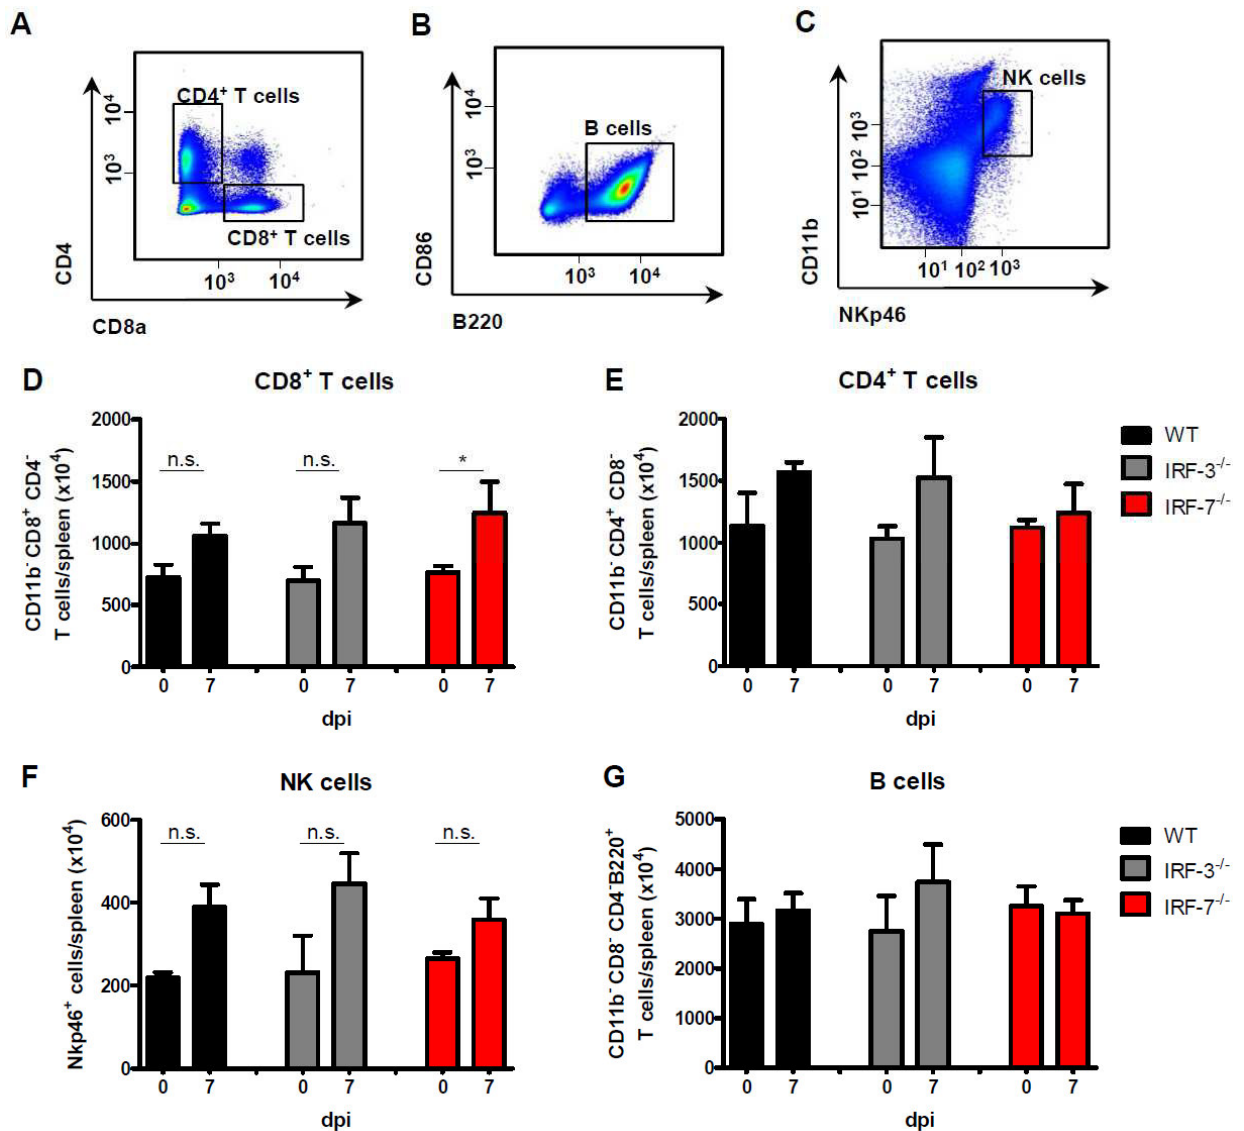 A
B
C
CD4⁺ T cells
CD8⁺ T cells
10⁴
10³
CD4
10³ 10⁴
CD8a
B cells
10⁴
10³
CD86
10³ 10⁴
B220
NK cells
10³
10²
10¹
CD11b
10¹ 10² 10³
NKp46
D
CD8⁺ T cells
CD11b⁻ CD8⁺ CD4⁻
T cells/spleen (x10⁴)
2000
1500
1000
500
0
n.s. n.s. *
0 7 0 7 0 7
dpi
E
CD4⁺ T cells
CD11b⁻ CD4⁺ CD8⁻
T cells/spleen (x10⁴)
2000
1500
1000
500
0
0 7 0 7 0 7
dpi
WT
IRF-3⁻/⁻
IRF-7⁻/⁻
F
NK cells
Nkp46⁺ cells/spleen (x10⁴)
600
400
200
0
n.s. n.s. n.s.
0 7 0 7 0 7
dpi
G
B cells
CD11b⁻ CD8⁻ CD4⁻B220⁺
T cells/spleen (x10⁴)
5000
4000
3000
2000
1000
0
0 7 0 7 0 7
dpi
WT
IRF-3⁻/⁻
IRF-7⁻/⁻